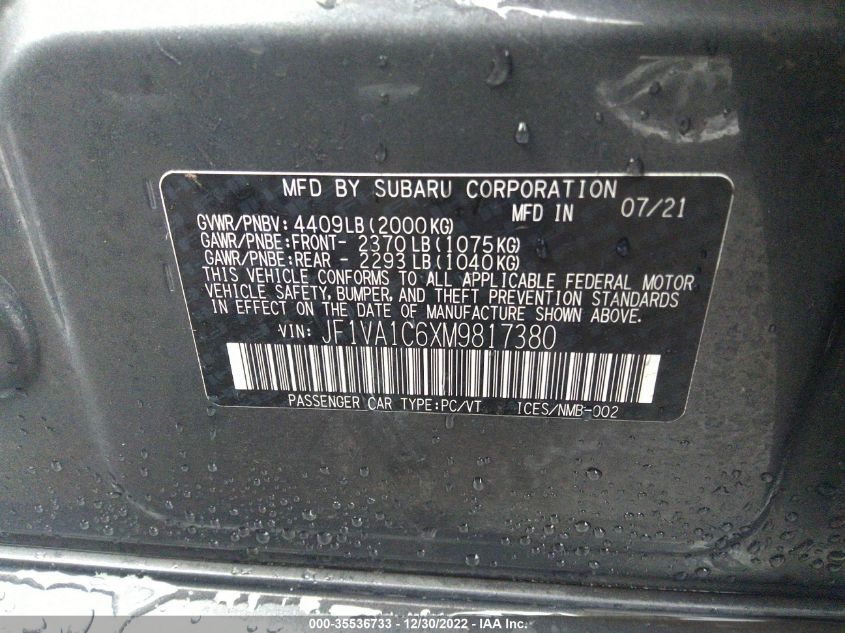 MFD BY SUBARU CORPORATION
MFD IN 07/21
GVWR/PNBV: 4409LB(2000KG)
GAWR/PNBE:FRONT- 2370LB(1075KG)
GAWR/PNBE:REAR - 2293LB(1040KG)
THIS VEHICLE CONFORMS TO ALL APPLICABLE FEDERAL MOTOR
VEHICLE SAFETY, BUMPER, AND THEFT PREVENTION STANDARDS
IN EFFECT ON THE DATE OF MANUFACTURE SHOWN ABOVE.
VIN: JF1VA1C6XM9817380
PASSENGER CAR TYPE:PC/VT ICES/NMB-002
000-35536733 - 12/30/2022 - IAA Inc.